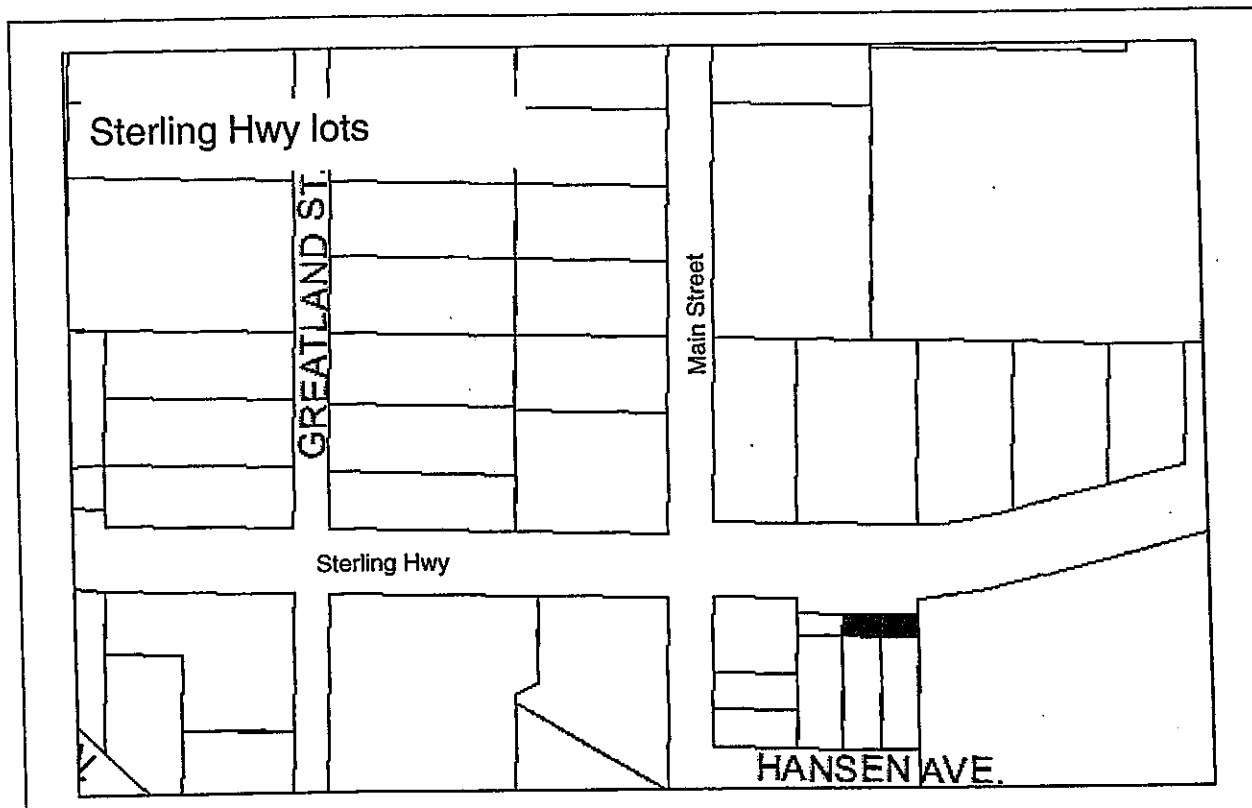 Sterling Hwy lots
GREATLAND ST.
Main Street
Sterling Hwy
HANSEN AVE.